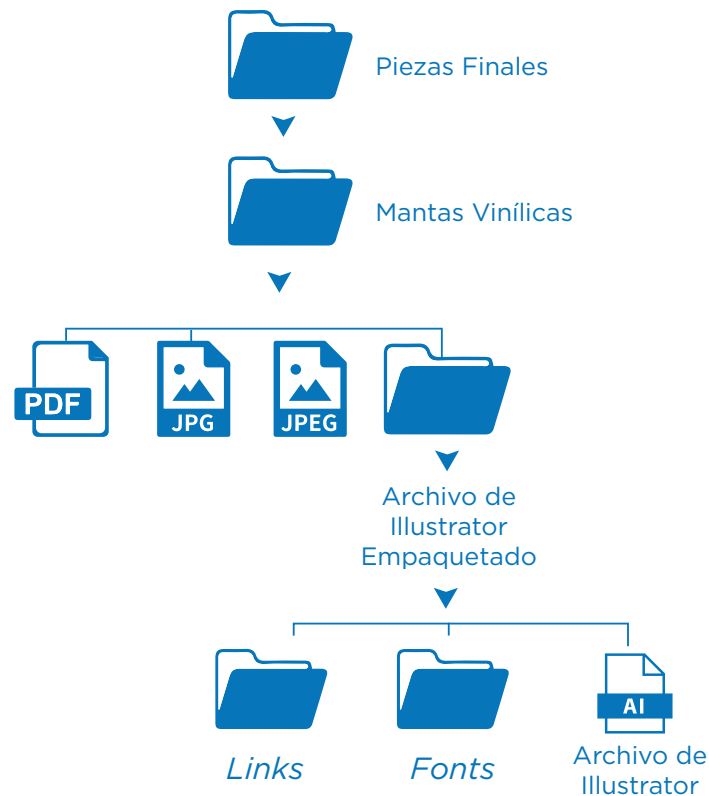 Piezas Finales
Mantas Vinílicas
PDF
JPG
JPEG
Archivo de
Illustrator
Empaquetado
AI
Links
Fonts
Archivo de
Illustrator